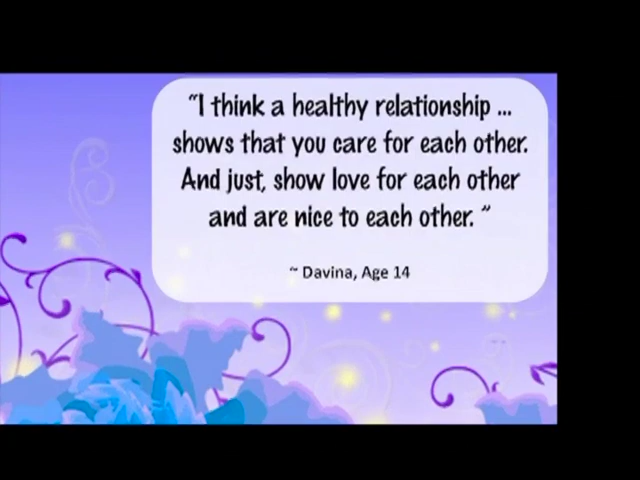 “I think a healthy relationship ...
shows that you care for each other.
And just, show love for each other
and are nice to each other. ”
~ Davina, Age 14